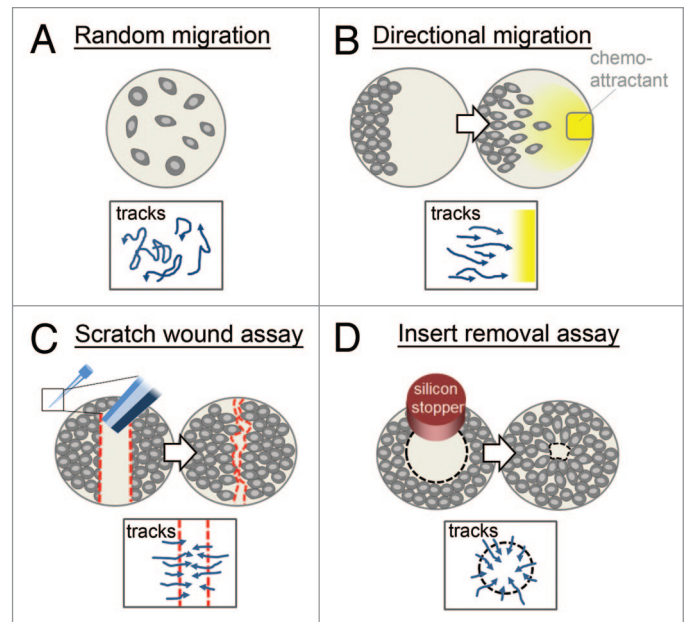 A Random migration
tracks
B Directional migration
chemo-
attractant
tracks
C Scratch wound assay
tracks
D Insert removal assay
silicon
stopper
tracks